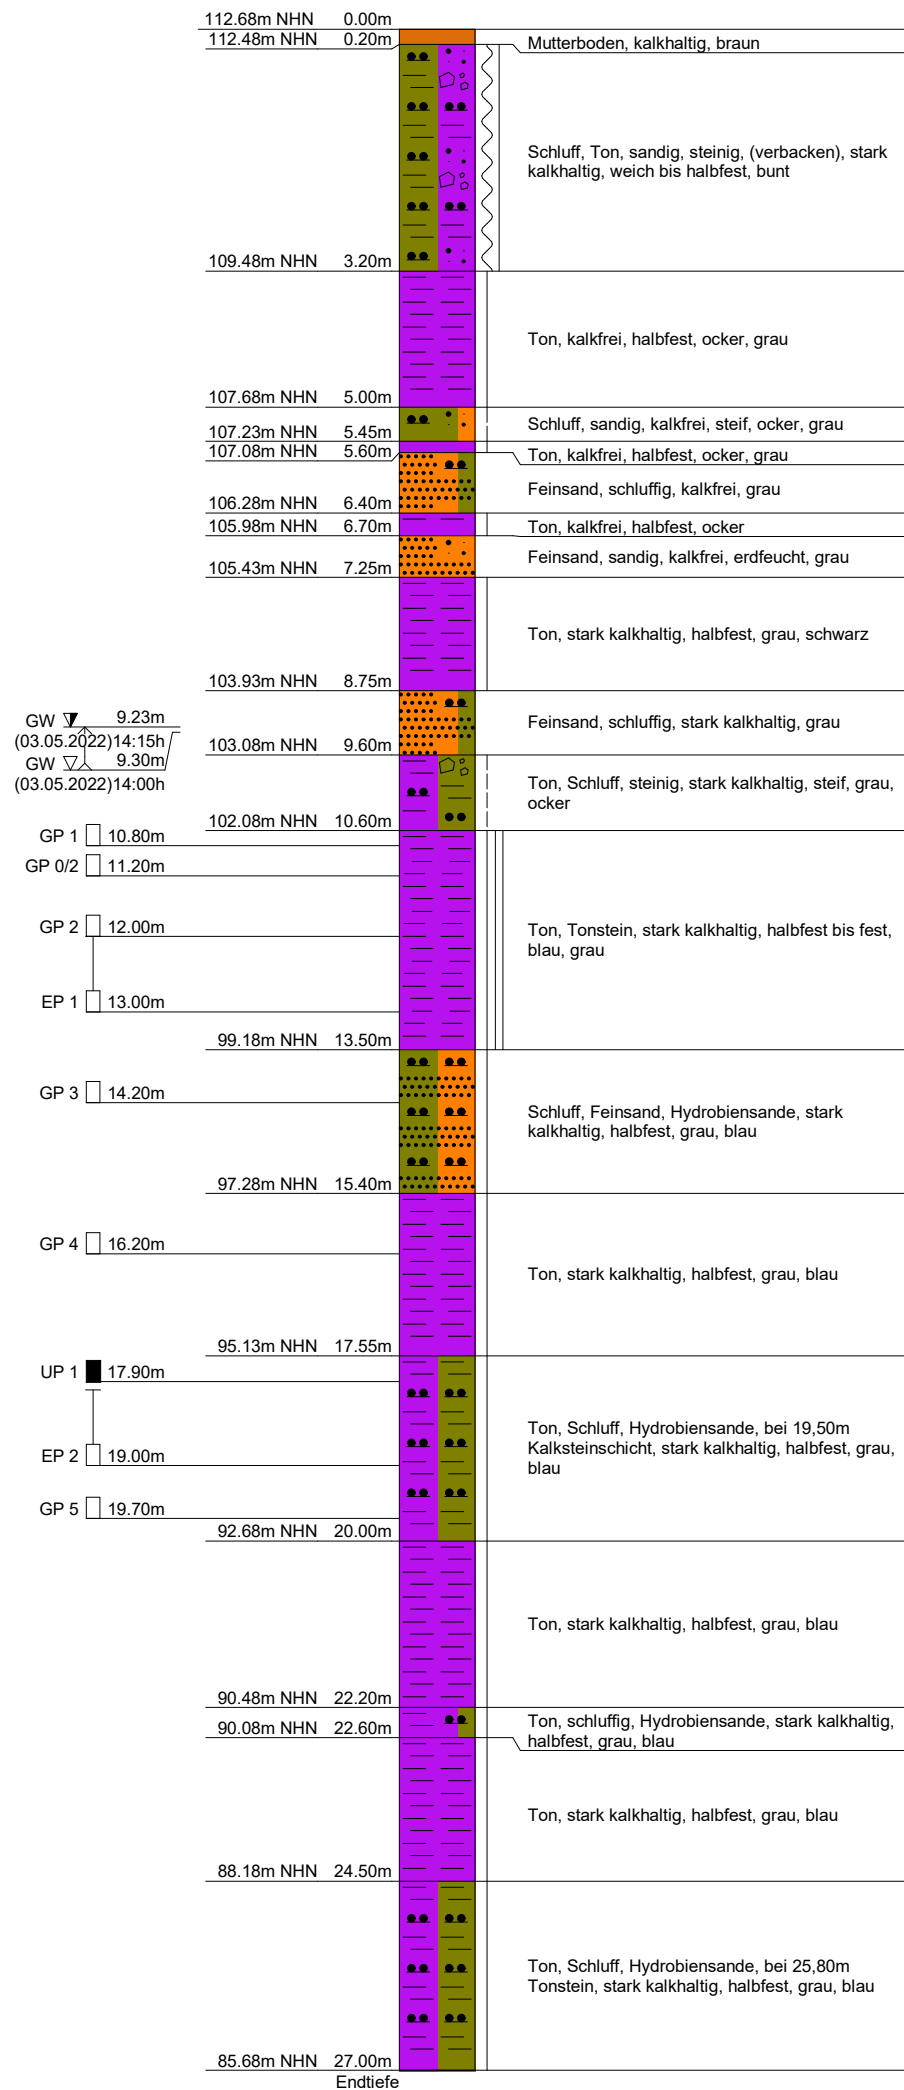 112.68m NHN 0.00m
112.48m NHN 0.20m
Mutterboden, kalkhaltig, braun
Schluff, Ton, sandig, steinig, (verbacken), stark
kalkhaltig, weich bis halbfest, bunt
109.48m NHN 3.20m
Ton, kalkfrei, halbfest, ocker, grau
107.68m NHN 5.00m
Schluff, sandig, kalkfrei, steif, ocker, grau
107.23m NHN 5.45m
107.08m NHN 5.60m
Ton, kalkfrei, halbfest, ocker, grau
Feinsand, schluffig, kalkfrei, grau
106.28m NHN 6.40m
105.98m NHN 6.70m
Ton, kalkfrei, halbfest, ocker
Feinsand, sandig, kalkfrei, erdfeucht, grau
105.43m NHN 7.25m
Ton, stark kalkhaltig, halbfest, grau, schwarz
103.93m NHN 8.75m
GW 9.23m
(03.05.2022)14:15h
Feinsand, schluffig, stark kalkhaltig, grau
103.08m NHN 9.60m
GW 9.30m
(03.05.2022)14:00h
Ton, Schluff, steinig, stark kalkhaltig, steif, grau,
ocker
102.08m NHN 10.60m
GP 1 10.80m
GP 0/2 11.20m
GP 2 12.00m
Ton, Tonstein, stark kalkhaltig, halbfest bis fest,
blau, grau
EP 1 13.00m
99.18m NHN 13.50m
GP 3 14.20m
Schluff, Feinsand, Hydrobiensande, stark
kalkhaltig, halbfest, grau, blau
97.28m NHN 15.40m
GP 4 16.20m
Ton, stark kalkhaltig, halbfest, grau, blau
95.13m NHN 17.55m
UP 1 17.90m
Ton, Schluff, Hydrobiensande, bei 19,50m
Kalksteinschicht, stark kalkhaltig, halbfest, grau,
blau
EP 2 19.00m
GP 5 19.70m
92.68m NHN 20.00m
Ton, stark kalkhaltig, halbfest, grau, blau
90.48m NHN 22.20m
Ton, schluffig, Hydrobiensande, stark kalkhaltig,
halbfest, grau, blau
90.08m NHN 22.60m
Ton, stark kalkhaltig, halbfest, grau, blau
88.18m NHN 24.50m
Ton, Schluff, Hydrobiensande, bei 25,80m
Tonstein, stark kalkhaltig, halbfest, grau, blau
85.68m NHN 27.00m
Endtiefe